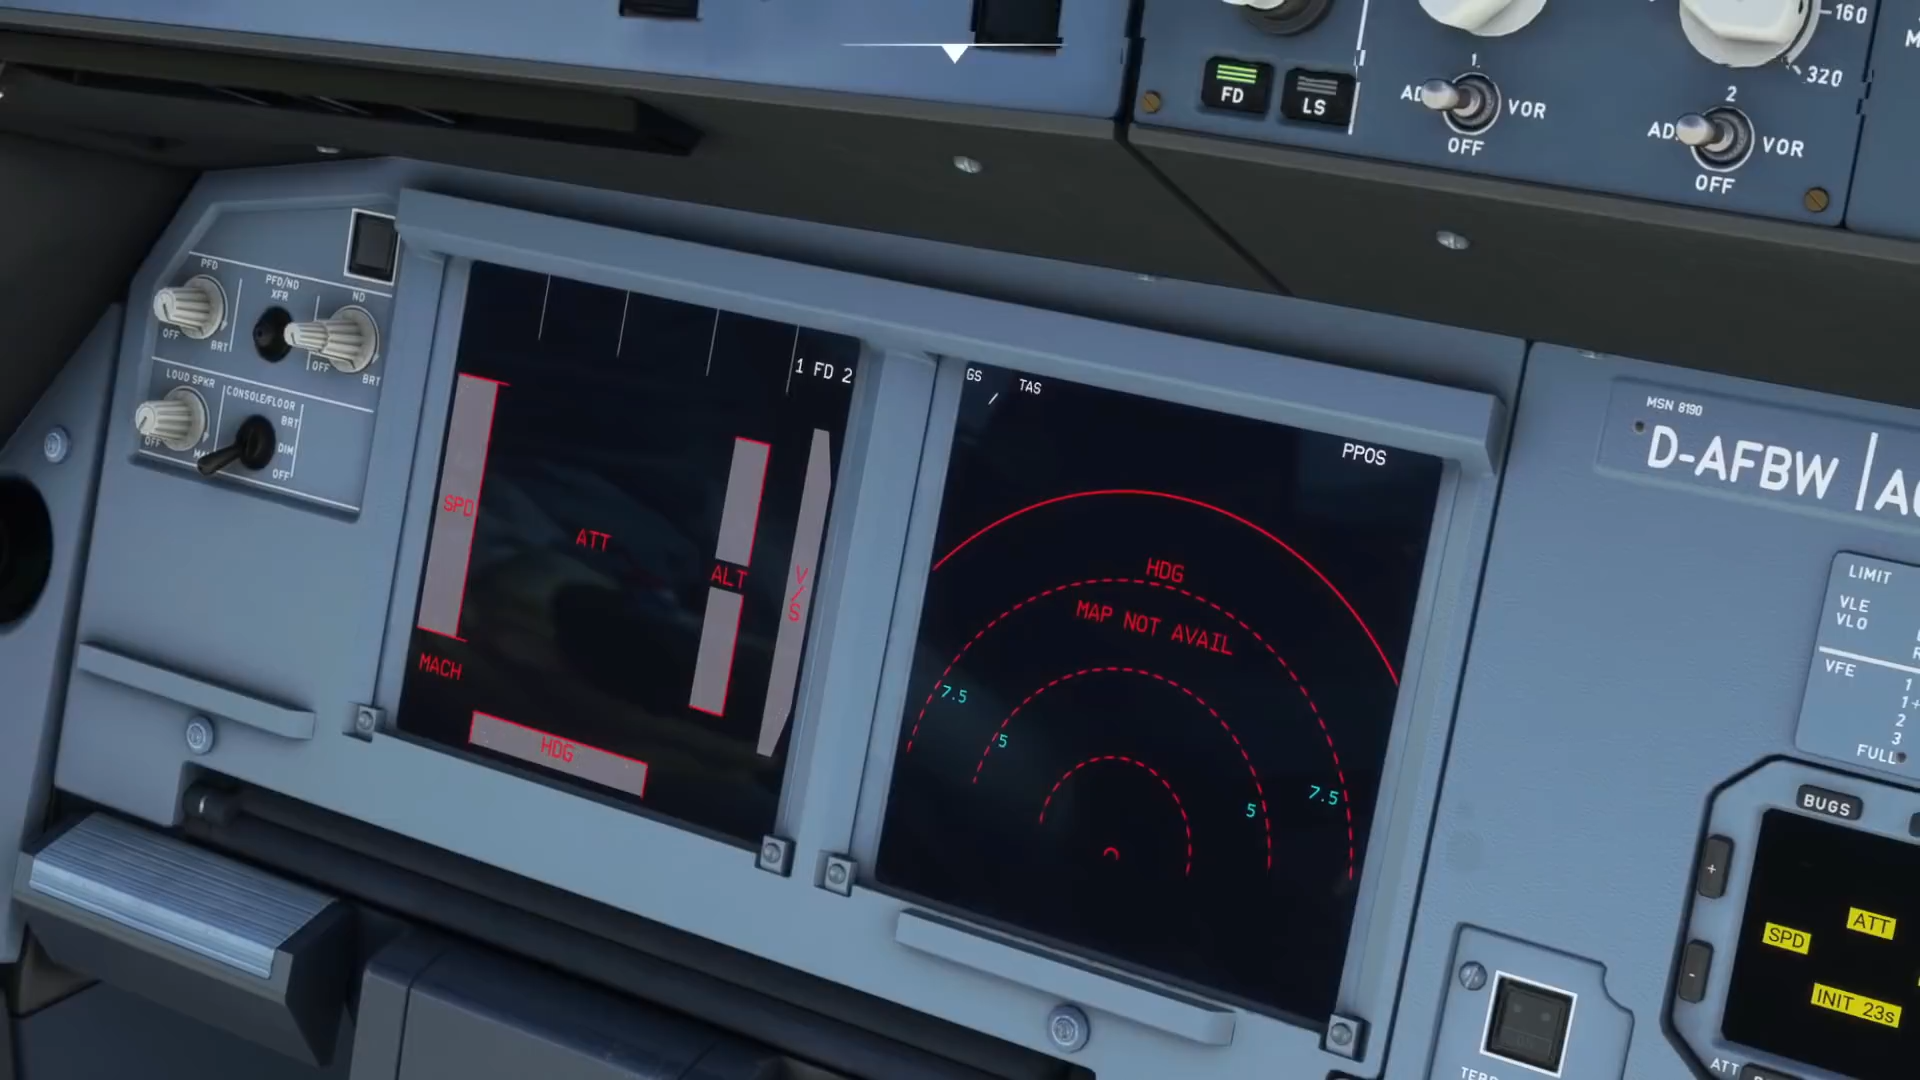 160
320
FD
LS
1
VOR
OFF
2
VOR
OFF
PFD
PFD/ND
XFR
ND
OFF
BRT
OFF
BRT
LOUD SPKR
CONSOLE/FLOOR
BRT
DIM
OFF
OFF
1 FD 2
SPD
ATT
ALT
V/S
MACH
HDG
GS
TAS
/
PPOS
HDG
MAP NOT AVAIL
7.5
5
5
7.5
MSN 8190
D-AFBW
LIMIT
VLE
VLO
VFE
1
1+
2
3
FULL
BUGS
+
-
ATT
SPD
INIT 23s
ATT